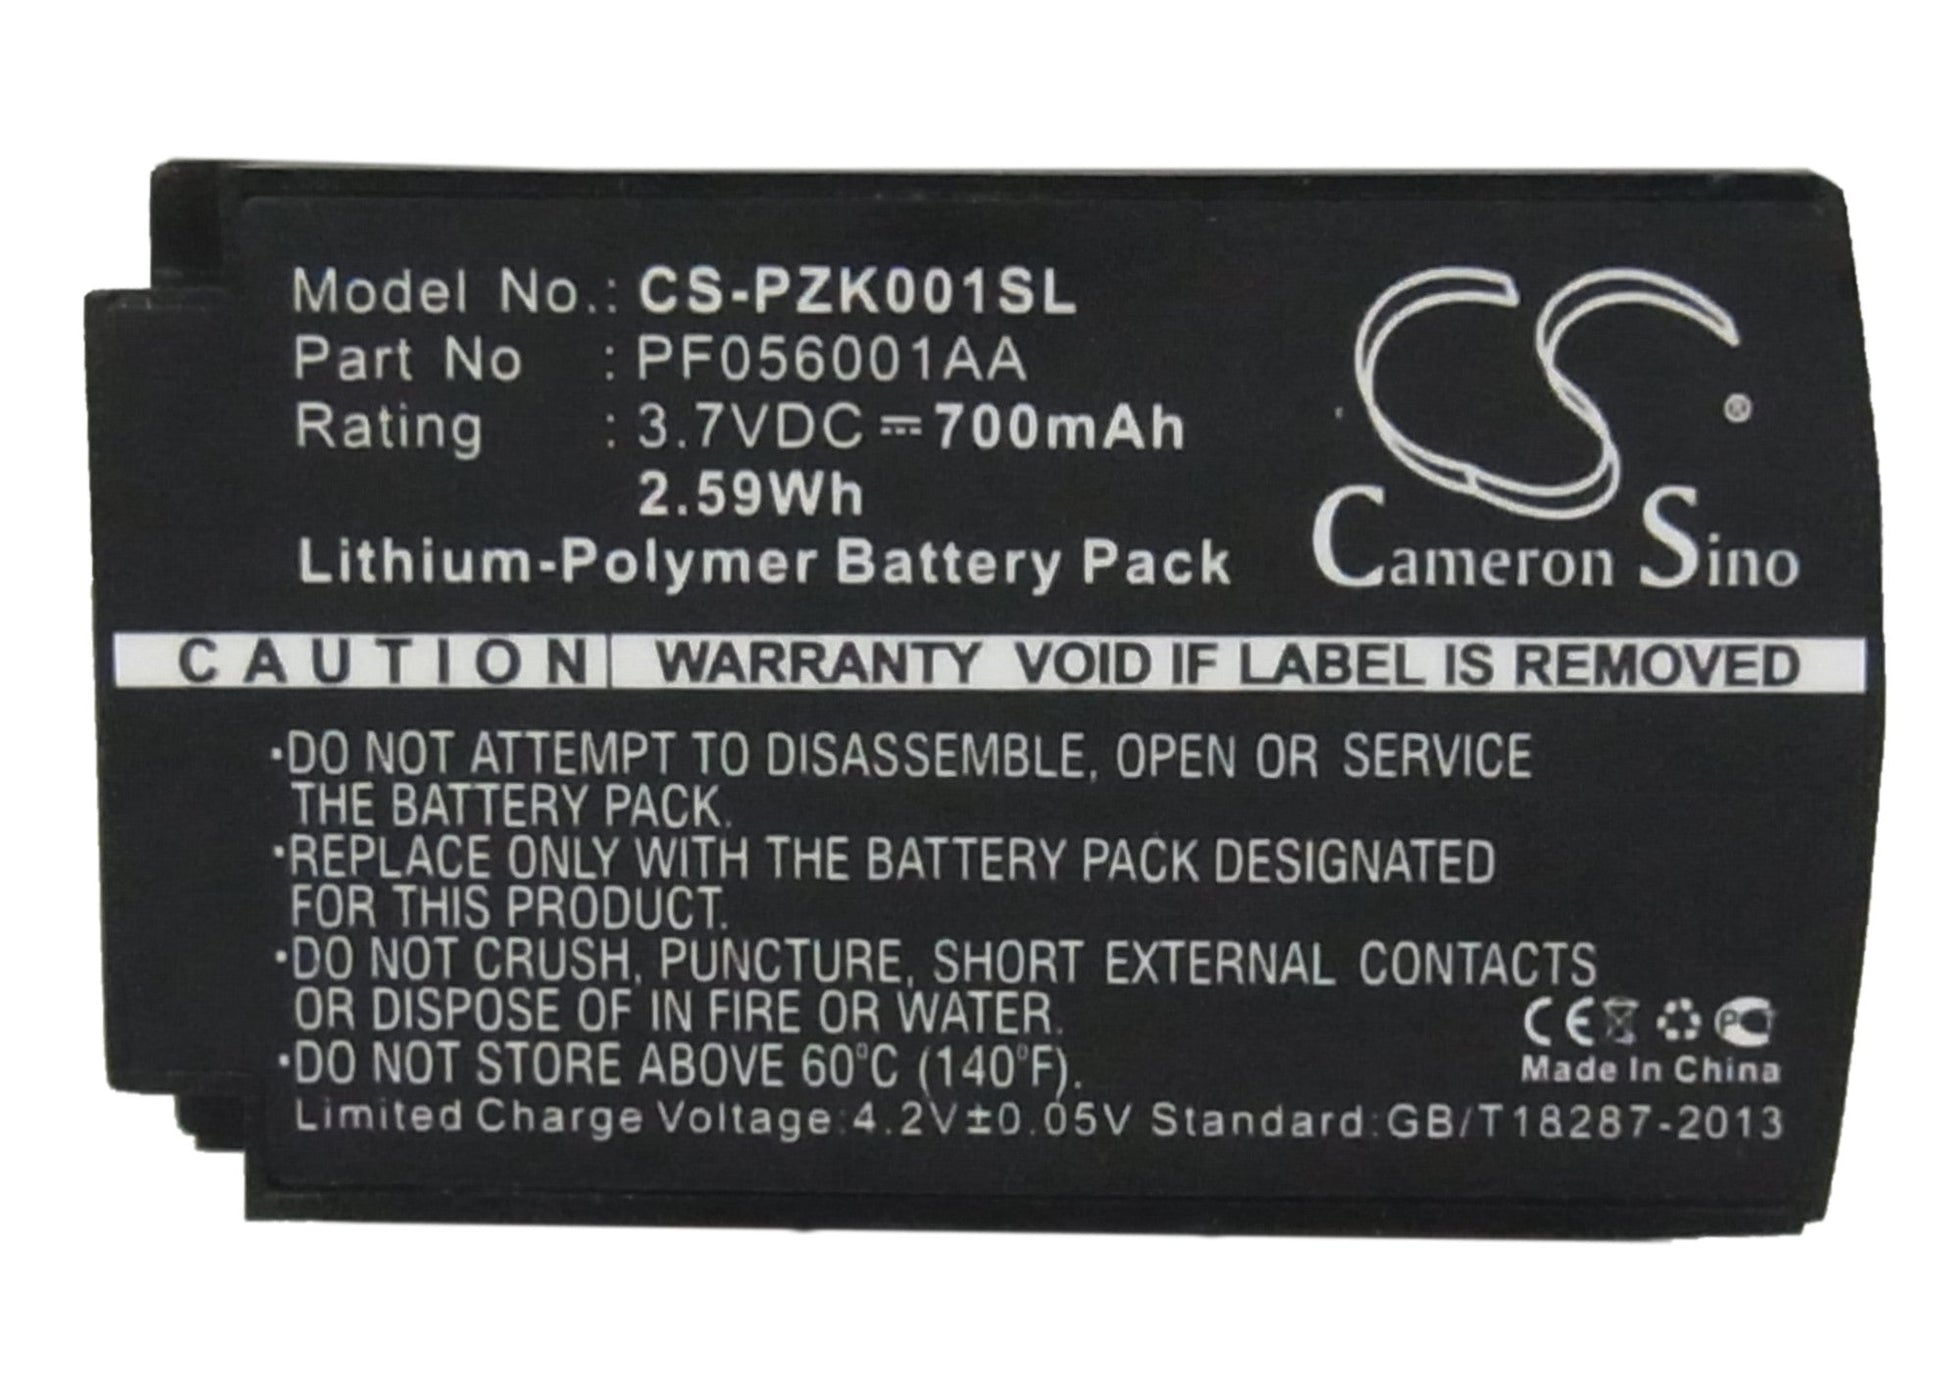 Model No.: CS-PZK001SL
Part No : PF056001AA
Rating : 3.7VDC ⎓ 700mAh
2.59Wh
Lithium-Polymer Battery Pack
CS ®
Cameron Sino
CAUTION WARRANTY VOID IF LABEL IS REMOVED
•DO NOT ATTEMPT TO DISASSEMBLE, OPEN OR SERVICE
THE BATTERY PACK.
•REPLACE ONLY WITH THE BATTERY PACK DESIGNATED
FOR THIS PRODUCT.
•DO NOT CRUSH, PUNCTURE, SHORT EXTERNAL CONTACTS
OR DISPOSE OF IN FIRE OR WATER.
•DO NOT STORE ABOVE 60°C (140°F).
CE PC
Made In China
Limited Charge Voltage:4.2V±0.05V Standard:GB/T18287-2013